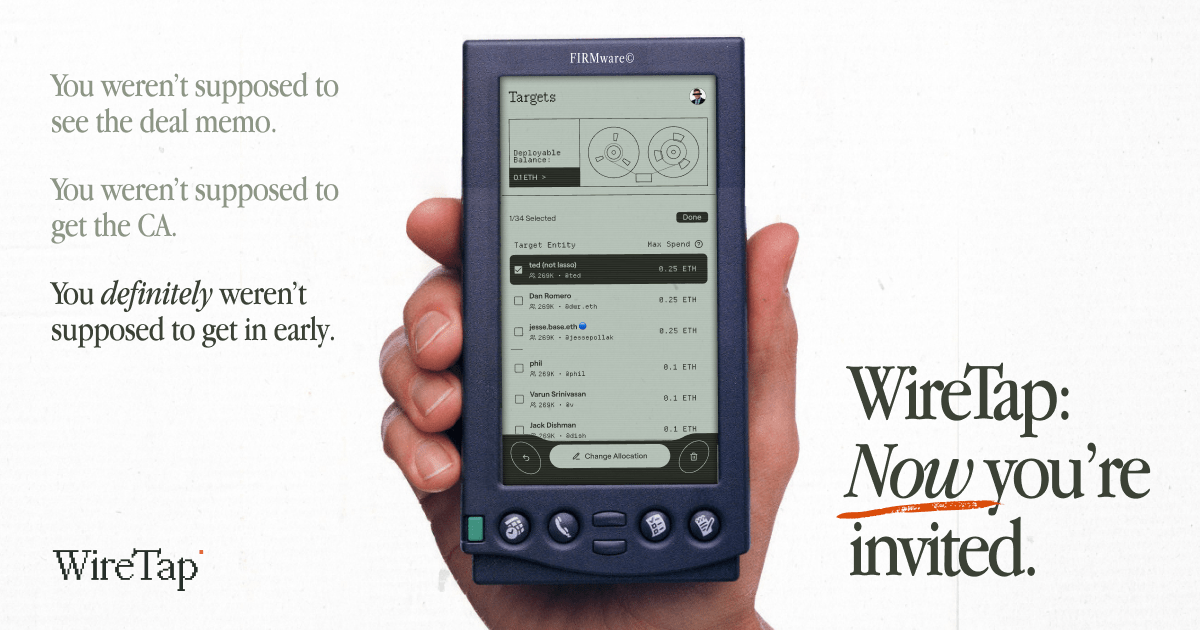 You weren't supposed to
see the deal memo.
You weren't supposed to
get the CA.
You definitely weren't
supposed to get in early.
WireTap
FIRMware©
Targets
Deployable
Balance:
0.1 ETH >
1/34 Selected
Done
Target Entity
Max Spend
ted (not lasso)
269K • @ted
0.25 ETH
Dan Romero
269K • @dwr.eth
0.25 ETH
jesse.base.eth
269K • @jessepollak
0.25 ETH
phil
269K • @phil
0.1 ETH
Varun Srinivasan
269K • @v
0.1 ETH
Jack Dishman
269K • @dish
0.1 ETH
Change Allocation
WireTap:
Now you're
invited.